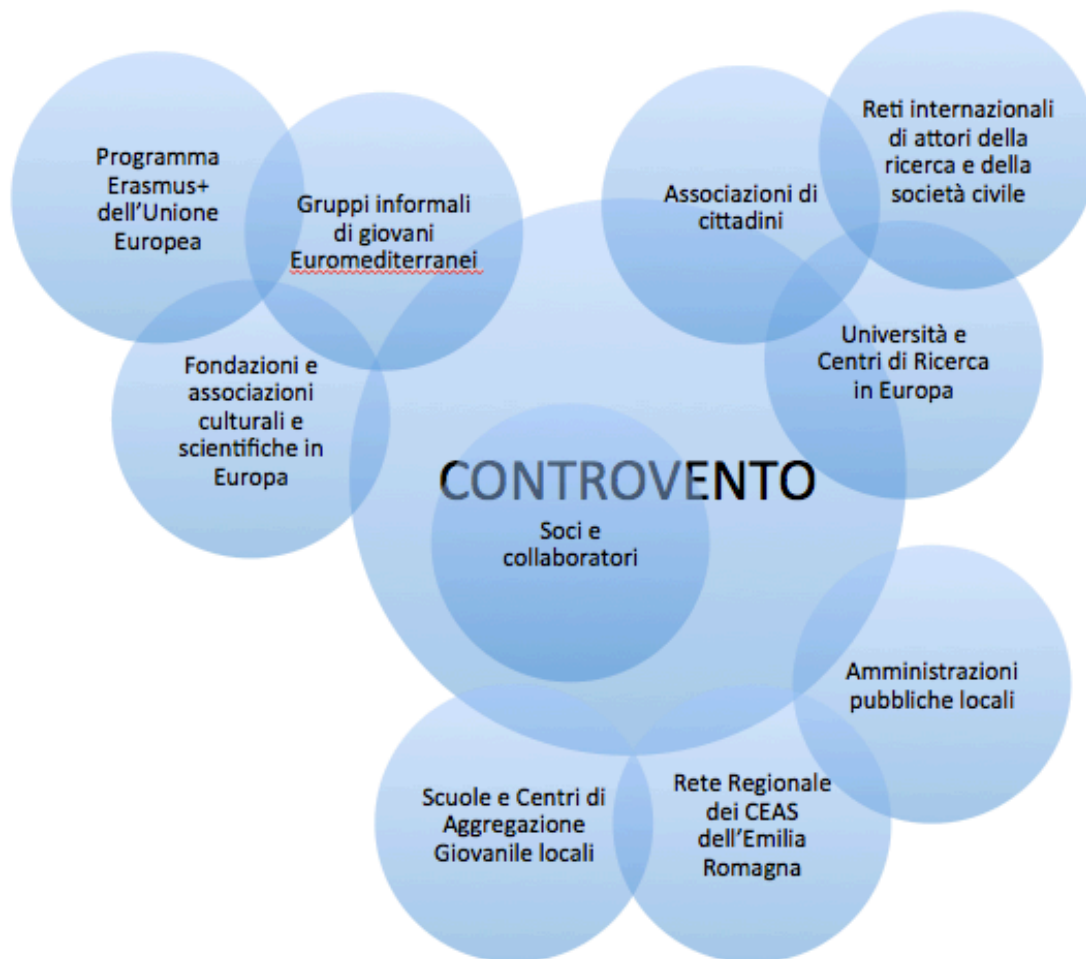 Programma
Erasmus+
dell’Unione
Europea
Gruppi informali
di giovani
Euromediterranei
Fondazioni e
associazioni
culturali e
scientifiche in
Europa
Associazioni di
cittadini
Reti internazionali
di attori della
ricerca e della
società civile
Università e
Centri di Ricerca
in Europa
CONTROVENTO
Soci e
collaboratori
Amministrazioni
pubbliche locali
Scuole e Centri di
Aggregazione
Giovanile locali
Rete Regionale
dei CEAS
dell’Emilia
Romagna